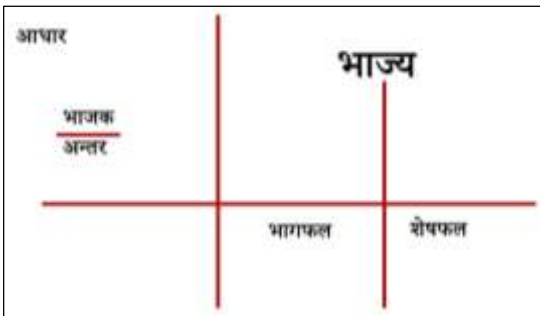 आधार
भाज्य
भाजक
अन्तर
भागफल शेषफल